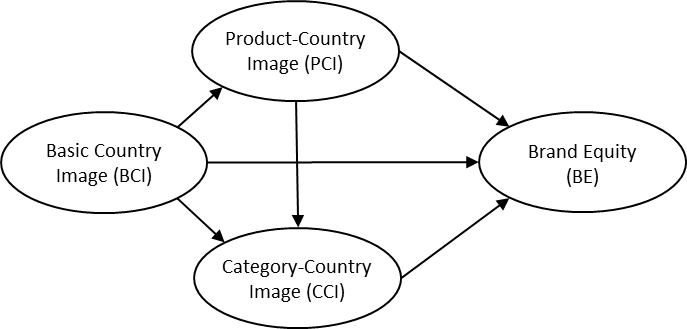 Product-Country
Image (PCI)
Basic Country
Image (BCI)
Brand Equity
(BE)
Category-Country
Image (CCI)